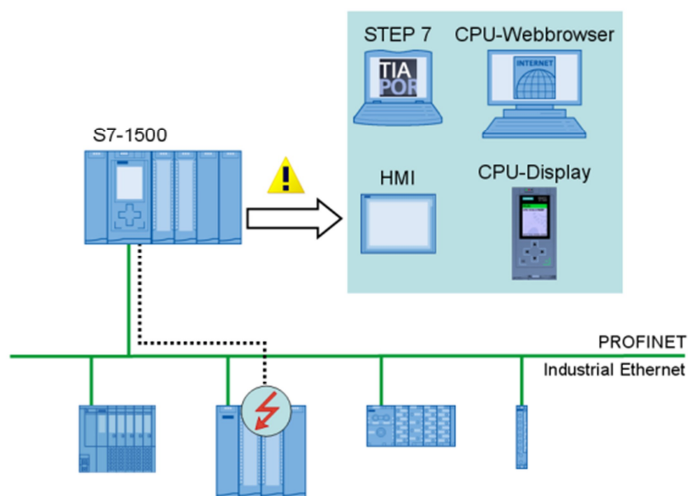 STEP 7
CPU-Webbrowser
TIA
POR
INTERNET
S7-1500
HMI
CPU-Display
PROFINET
Industrial Ethernet